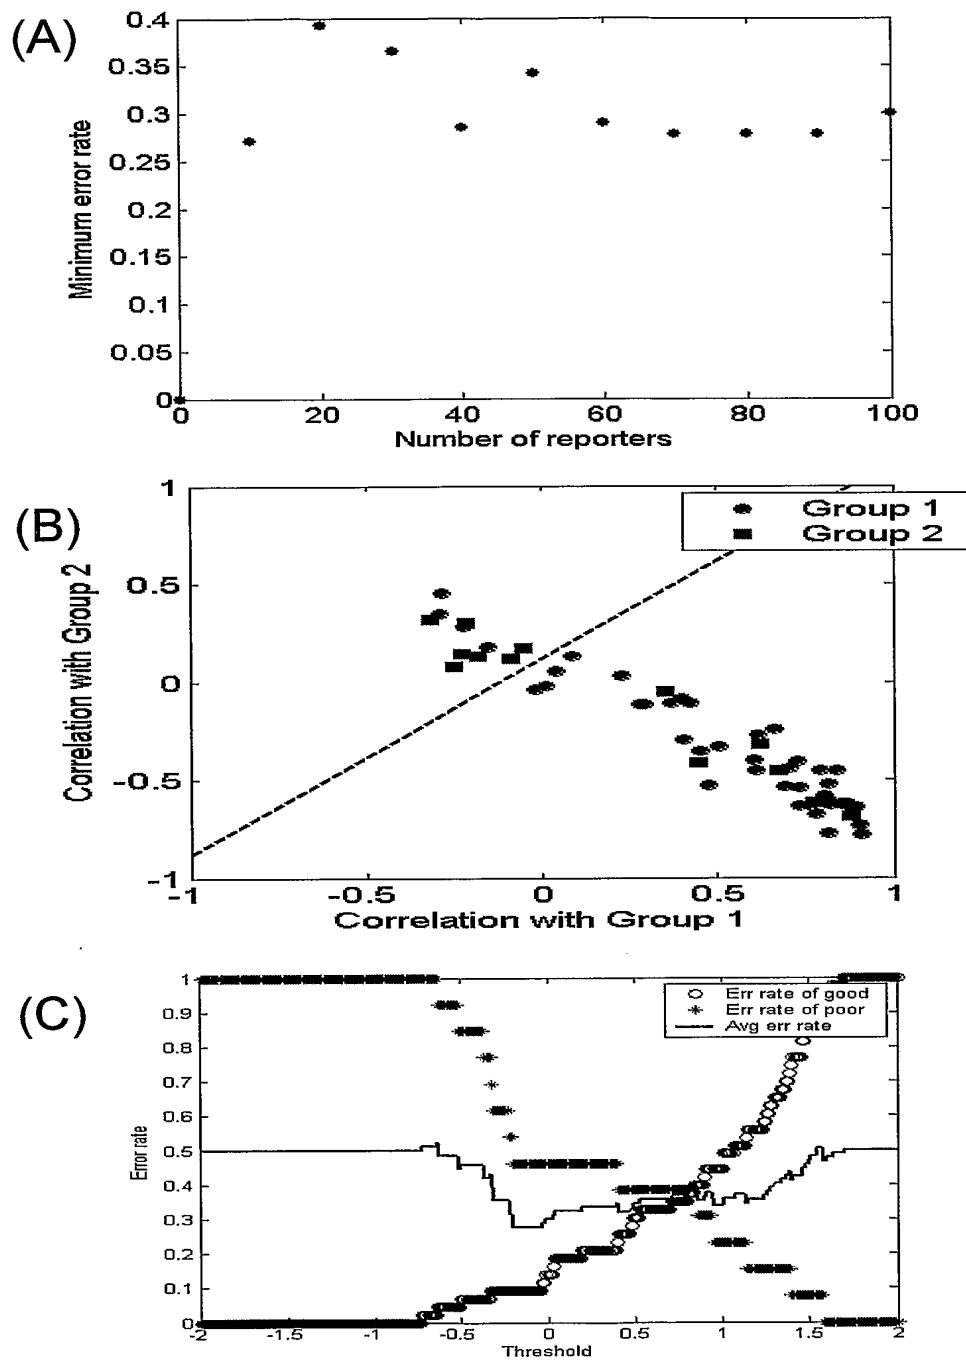 (A)
0.4
0.35
0.3
0.25
0.2
0.15
0.1
0.05
0
Minimum error rate
0 20 40 60 80 100
Number of reporters
(B)
1
0.5
0
-0.5
-1
Correlation with Group 2
Group 1
Group 2
-1 -0.5 0 0.5 1
Correlation with Group 1
(C)
1
0.9
0.8
0.7
0.6
0.5
0.4
0.3
0.2
0.1
0
Error rate
Err rate of good
Err rate of poor
Avg err rate
-2 -1.5 -1 -0.5 0 0.5 1 1.5 2
Threshold